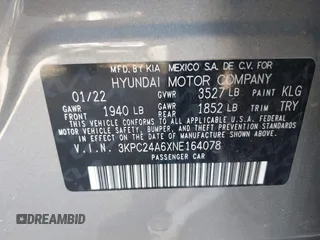 MFD.BY KIA MEXICO S.A. DE C.V. FOR
HYUNDAI MOTOR COMPANY
01/22 GVWR 3527 LB PAINT KLG
GAWR FRONT 1940 LB GAWR REAR 1852 LB TRIM TRY
THIS VEHICLE CONFORMS TO ALL APPLICABLE
U.S. FEDERAL MOTOR VEHICLE SAFETY, BUMPER,
AND THEFT PREVENTION STANDARDS IN EFFECT ON
THE DATE OF MANUFACTURE SHOWN ABOVE.
V.I.N. 3KPC24A6XNE164078
PASSENGER CAR
DREAMBID